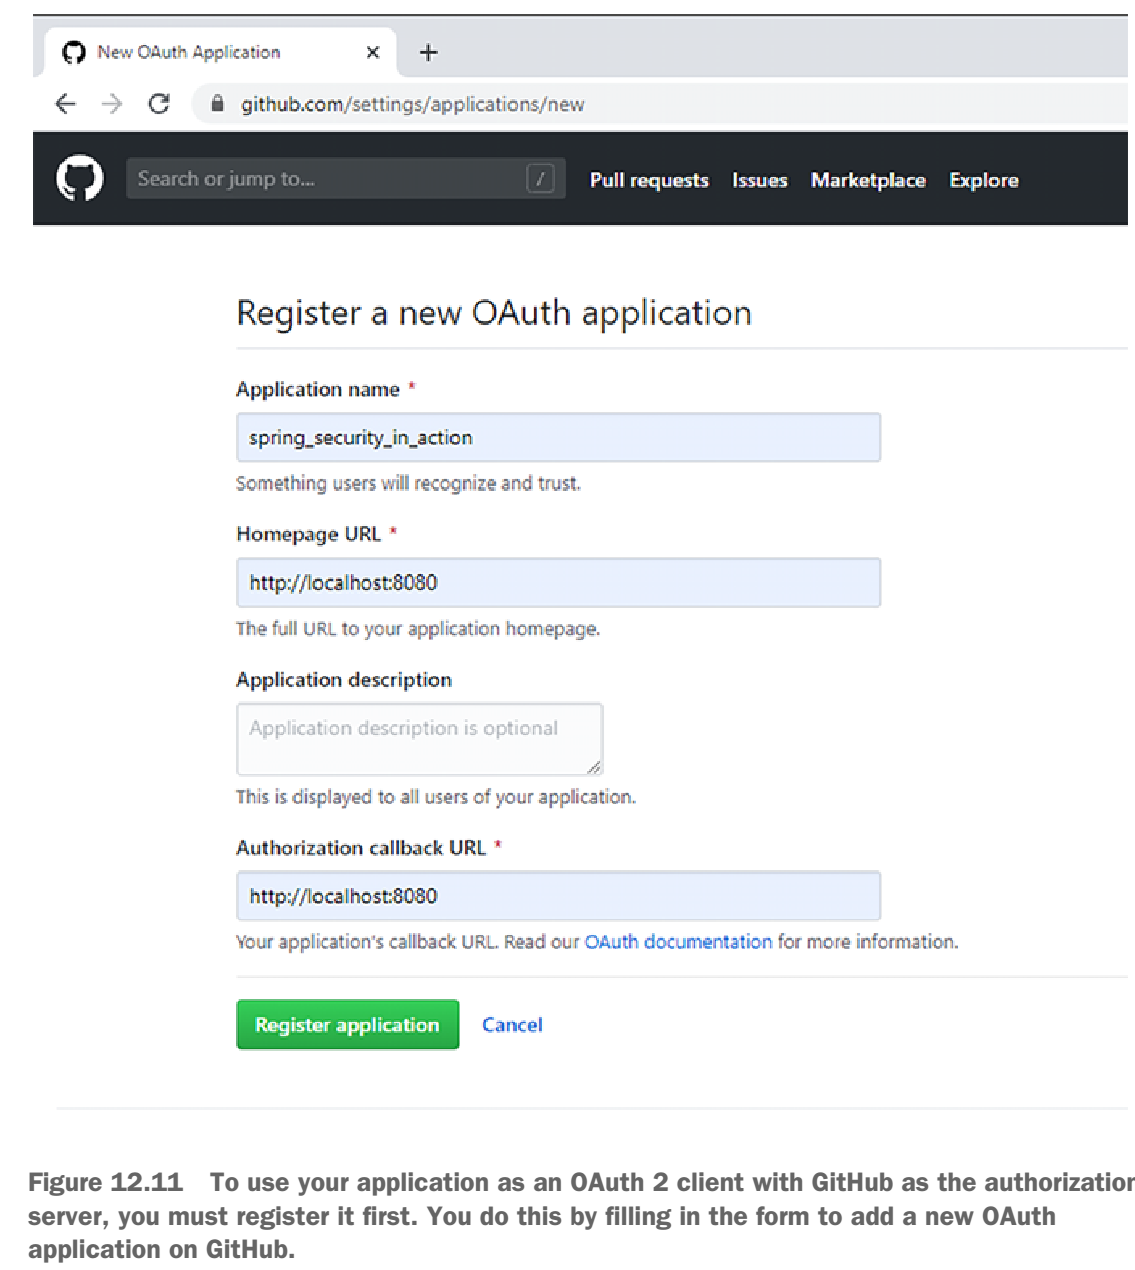 New OAuth Application
github.com/settings/applications/new
Search or jump to... / Pull requests Issues Marketplace Explore
Register a new OAuth application
Application name *
spring_security_in_action
Something users will recognize and trust.
Homepage URL *
http://localhost:8080
The full URL to your application homepage.
Application description
Application description is optional
This is displayed to all users of your application.
Authorization callback URL *
http://localhost:8080
Your application's callback URL. Read our OAuth documentation for more information.
Register application Cancel
Figure 12.11 To use your application as an OAuth 2 client with GitHub as the authorization
server, you must register it first. You do this by filling in the form to add a new OAuth
application on GitHub.